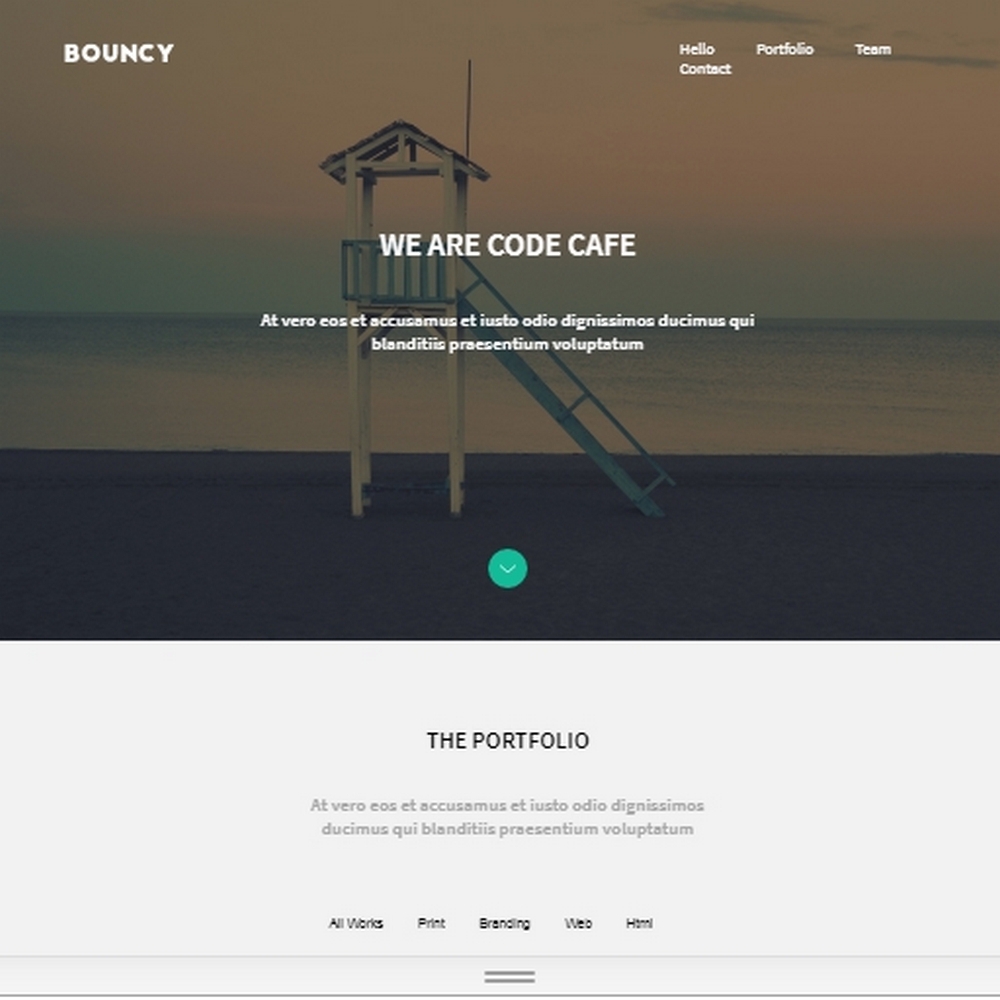 BOUNCY
Hello Portfolio Team
Contact
WE ARE CODE CAFE
At vero eos et accusamus et iusto odio dignissimos ducimus qui
blanditiis praesentium voluptatum
THE PORTFOLIO
At vero eos et accusamus et iusto odio dignissimos
ducimus qui blanditiis praesentium voluptatum
All Works Print Branding Web Html